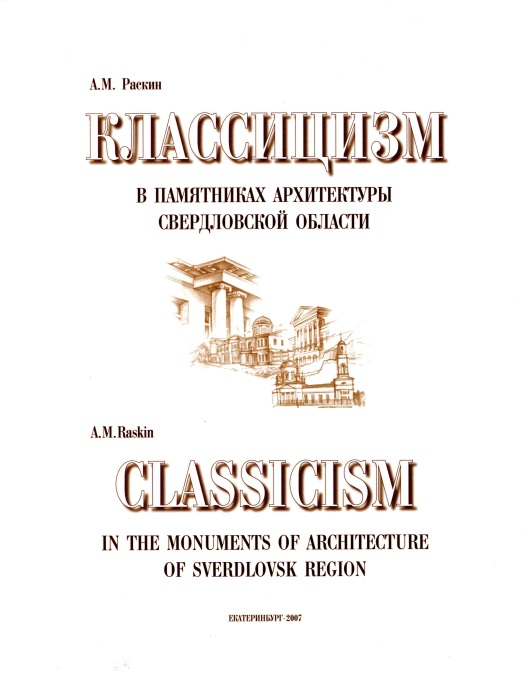 А.М. Раскин
КЛАССИЦИЗМ
В ПАМЯТНИКАХ АРХИТЕКТУРЫ
СВЕРДЛОВСКОЙ ОБЛАСТИ
A.M.Raskin
CLASSICISM
IN THE MONUMENTS OF ARCHITECTURE
OF SVERDLOVSK REGION
ЕКАТЕРИНБУРГ-2007